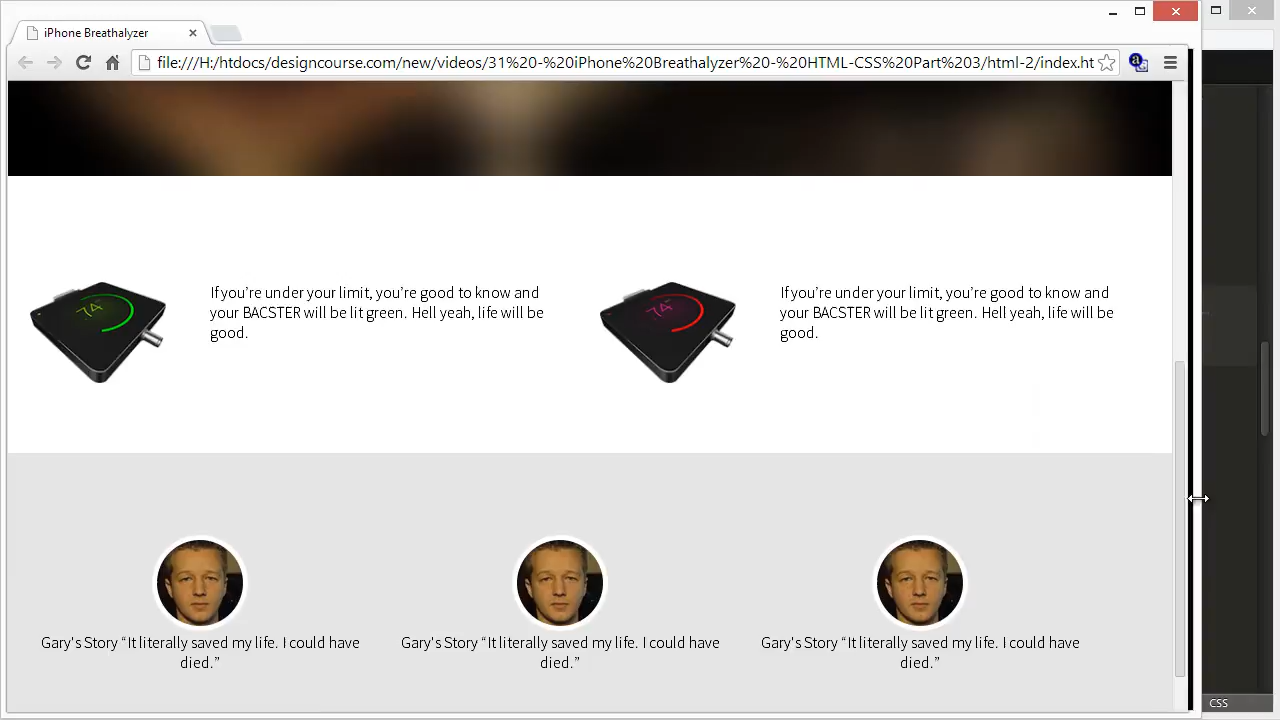 iPhone Breathalyzer
file:///H:/htdocs/designcourse.com/new/videos/31%20-%20iPhone%20Breathalyzer%20-%20HTML-CSS%20Part%203/html-2/index.ht
a
74
If you’re under your limit, you’re good to know and
your BACSTER will be lit green. Hell yeah, life will be
good.
74
If you’re under your limit, you’re good to know and
your BACSTER will be lit green. Hell yeah, life will be
good.
Gary's Story “It literally saved my life. I could have
died.”
Gary's Story “It literally saved my life. I could have
died.”
Gary's Story “It literally saved my life. I could have
died.”
CSS